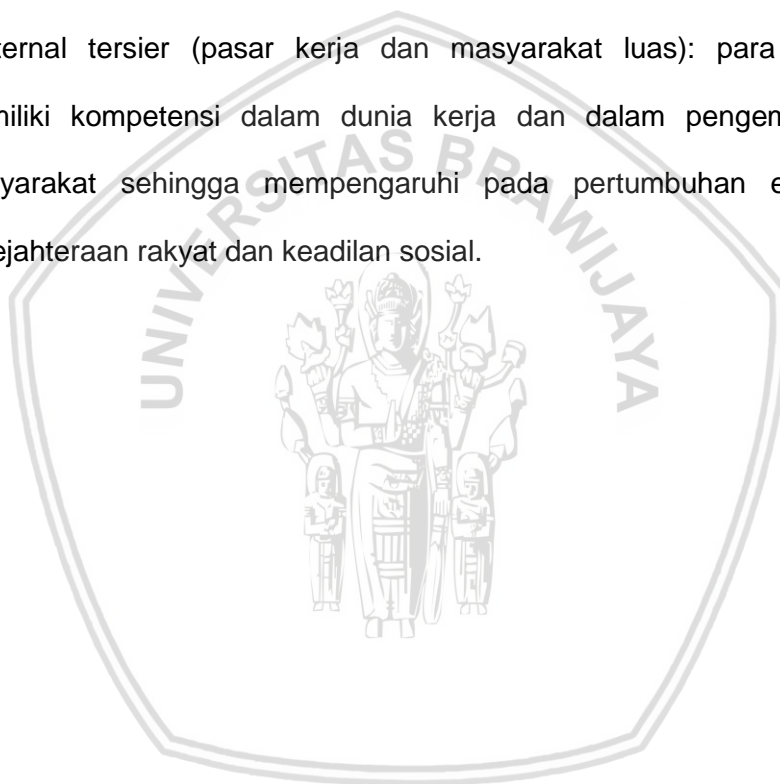 ternal tersier (pasar kerja dan masyarakat luas): para
niliki kompetensi dalam dunia kerja dan dalam pengem
yarakat sehingga mempengaruhi pada pertumbuhan e
ejahteraan rakyat dan keadilan sosial.
UNIVERSITAS BRAWIJAYA